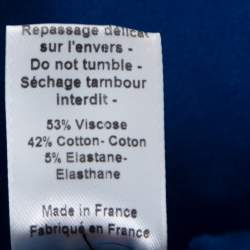 Repassage délicat
sur l'envers -
Do not tumble -
Séchage tambour
interdit -
53% Viscose
42% Cotton- Coton
5% Elastane-
Elasthane
Made in France
Fabriqué en France